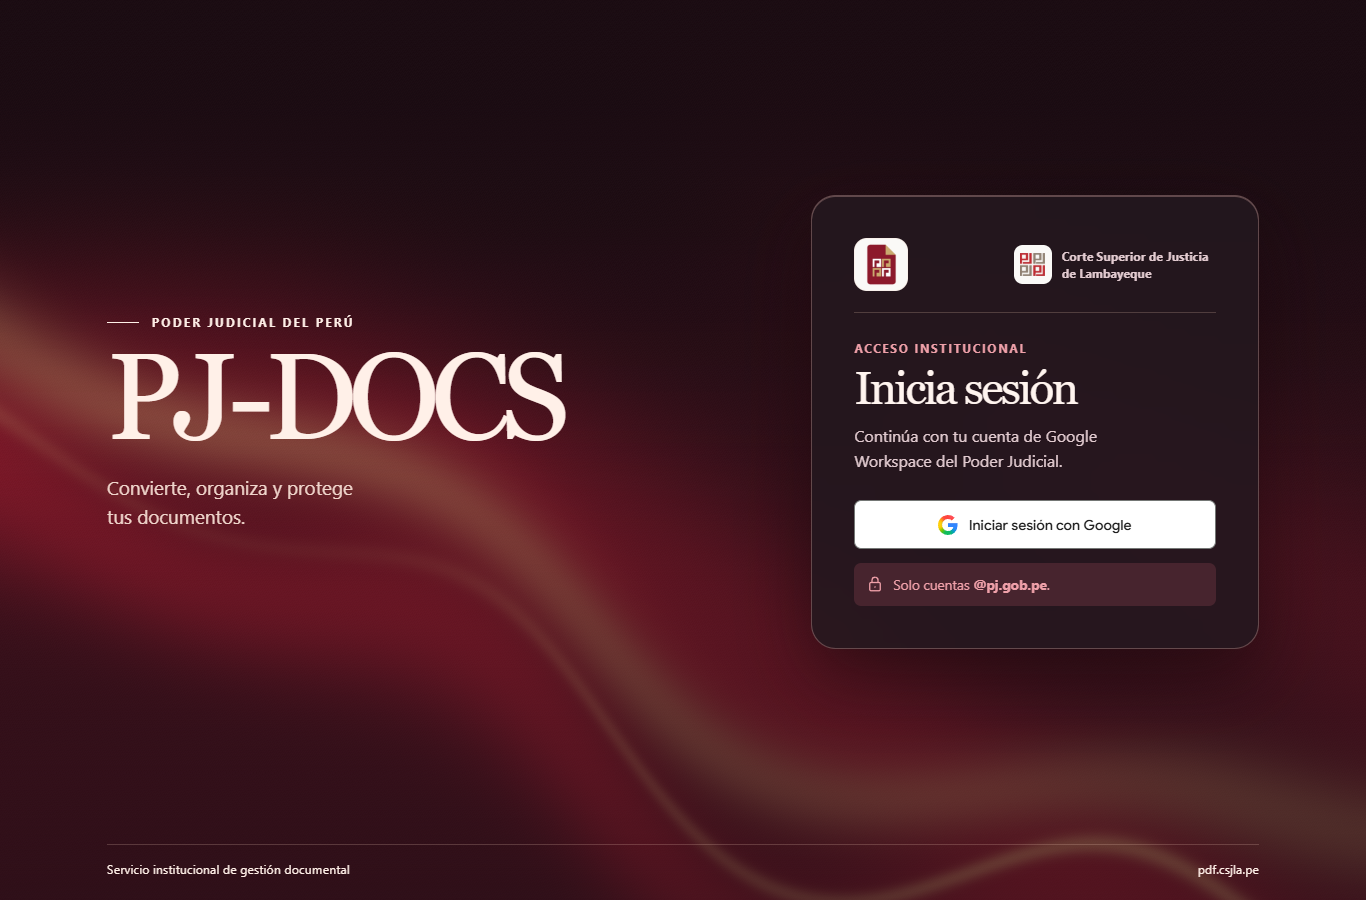 PODER JUDICIAL DEL PERÚ
PJ-DOCS
Convierte, organiza y protege
tus documentos.
Corte Superior de Justicia
de Lambayeque
ACCESO INSTITUCIONAL
Inicia sesión
Continúa con tu cuenta de Google
Workspace del Poder Judicial.
Iniciar sesión con Google
Solo cuentas @pj.gob.pe.
Servicio institucional de gestión documental
pdf.csjla.pe